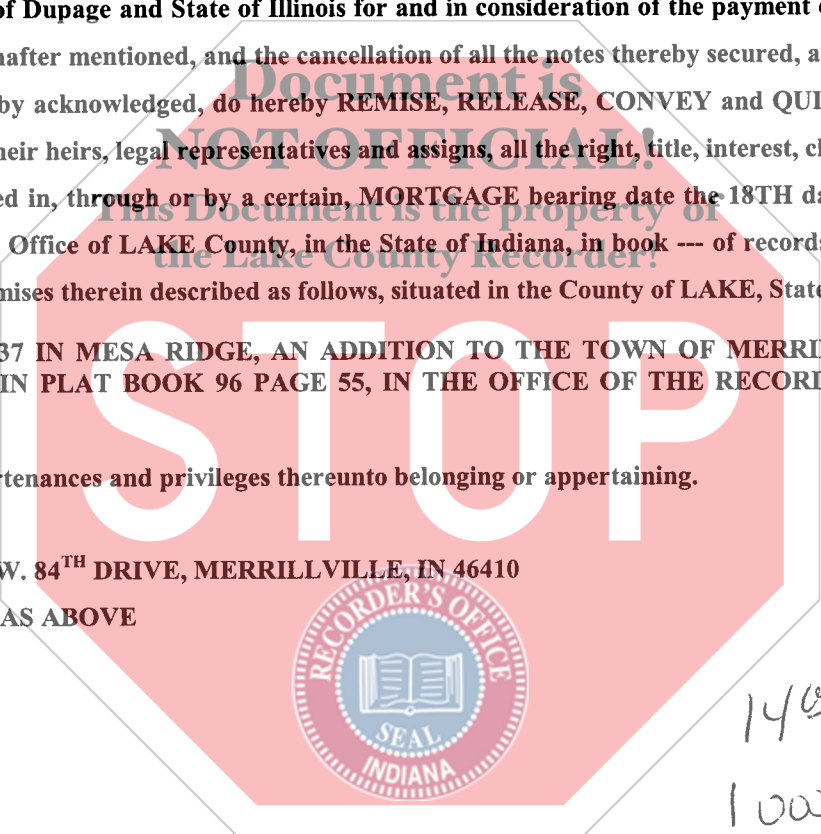 of Dupage and State of Illinois for and in consideration of the payment
nafter mentioned, and the cancellation of all the notes thereby secured, a
Document is
by acknowledged, do hereby REMISE, RELEASE, CONVEY and QUI
NOT OFFICIAL!
heir heirs, legal representatives and assigns, all the right, title, interest, c
ed in, through or by a certain, MORTGAGE bearing date the 18TH da
This Document is the property of
Office of LAKE County, in the State of Indiana, in book --- of records
the Lake County Recorder!
mises therein described as follows, situated in the County of LAKE, State
37 IN MESA RIDGE, AN ADDITION TO THE TOWN OF MERRI
IN PLAT BOOK 96 PAGE 55, IN THE OFFICE OF THE RECORD
STOP
rtenances and privileges thereunto belonging or appertaining.
W. 84TH DRIVE, MERRILLVILLE, IN 46410
AS ABOVE
RECORDER'S OFFICE
SEAL
INDIANA
14